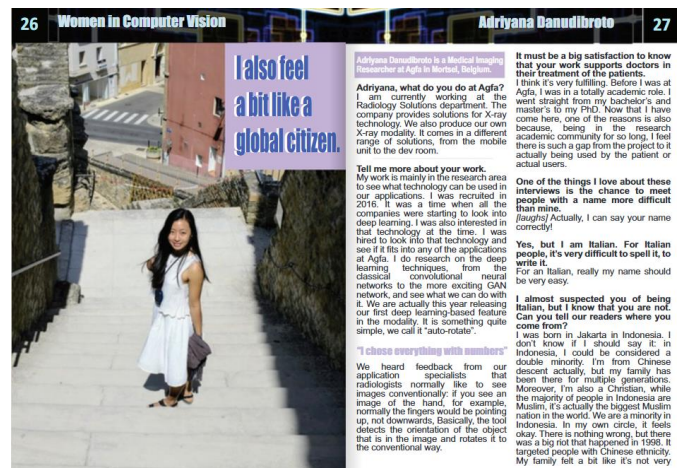 26
Women in Computer Vision
I also feel
a bit like a
global citizen.
Adriyana Danudibroto
27
Adriyana Danudibroto is a Medical Imaging
Researcher at Agfa in Mortsel, Belgium.
Adriyana, what do you do at Agfa?
I am currently working at the
Radiology Solutions department. The
company provides solutions for X-ray
technology. We also produce our own
X-ray modality. It comes in a different
range of solutions, from the mobile
unit to the dev room.
Tell me more about your work.
My work is mainly in the research area
to see what technology can be used in
our applications. I was recruited in
2016. It was a time when all the
companies were starting to look into
deep learning. I was also interested in
that technology at the time. I was
hired to look into that technology and
see if it fits into any of the applications
at Agfa. I do research on the deep
learning techniques, from the
classical convolutional neural
networks to the more exciting GAN
network, and see what we can do with
it. We are actually this year releasing
our first deep learning-based feature
in the modality. It is something quite
simple, we call it "auto-rotate".
"I chose everything with numbers"
We heard feedback from our
application specialists that
radiologists normally like to see
images conventionally: if you see an
image of the hand, for example,
normally the fingers would be pointing
up, not downwards, Basically, the tool
detects the orientation of the object
that is in the image and rotates it to
the conventional way.
It must be a big satisfaction to know
that your work supports doctors in
their treatment of the patients.
I think it's very fulfilling. Before I was at
Agfa, I was in a totally academic role. I
went straight from my bachelor's and
master's to my PhD. Now that I have
come here, one of the reasons is also
because, being in the research
academic community for so long, I feel
there is such a gap from the project to it
actually being used by the patient or
actual users.
One of the things I love about these
interviews is the chance to meet
people with a name more difficult
than mine.
[laughs] Actually, I can say your name
correctly!
Yes, but I am Italian. For Italian
people, it's very difficult to spell it, to
write it.
For an Italian, really my name should
be very easy.
I almost suspected you of being
Italian, but I know that you are not.
Can you tell our readers where you
come from?
I was born in Jakarta in Indonesia. I
don't know if I should say it: in
Indonesia, I could be considered a
double minority. I'm from Chinese
descent actually, but my family has
been there for multiple generations.
Moreover, I'm also a Christian, while
the majority of people in Indonesia are
Muslim, it's actually the biggest Muslim
nation in the world. We are a minority in
Indonesia. In my own circle, it feels
okay. There is nothing wrong, but there
was a big riot that happened in 1998. It
targeted people with Chinese ethnicity.
My family felt a bit like it's not very